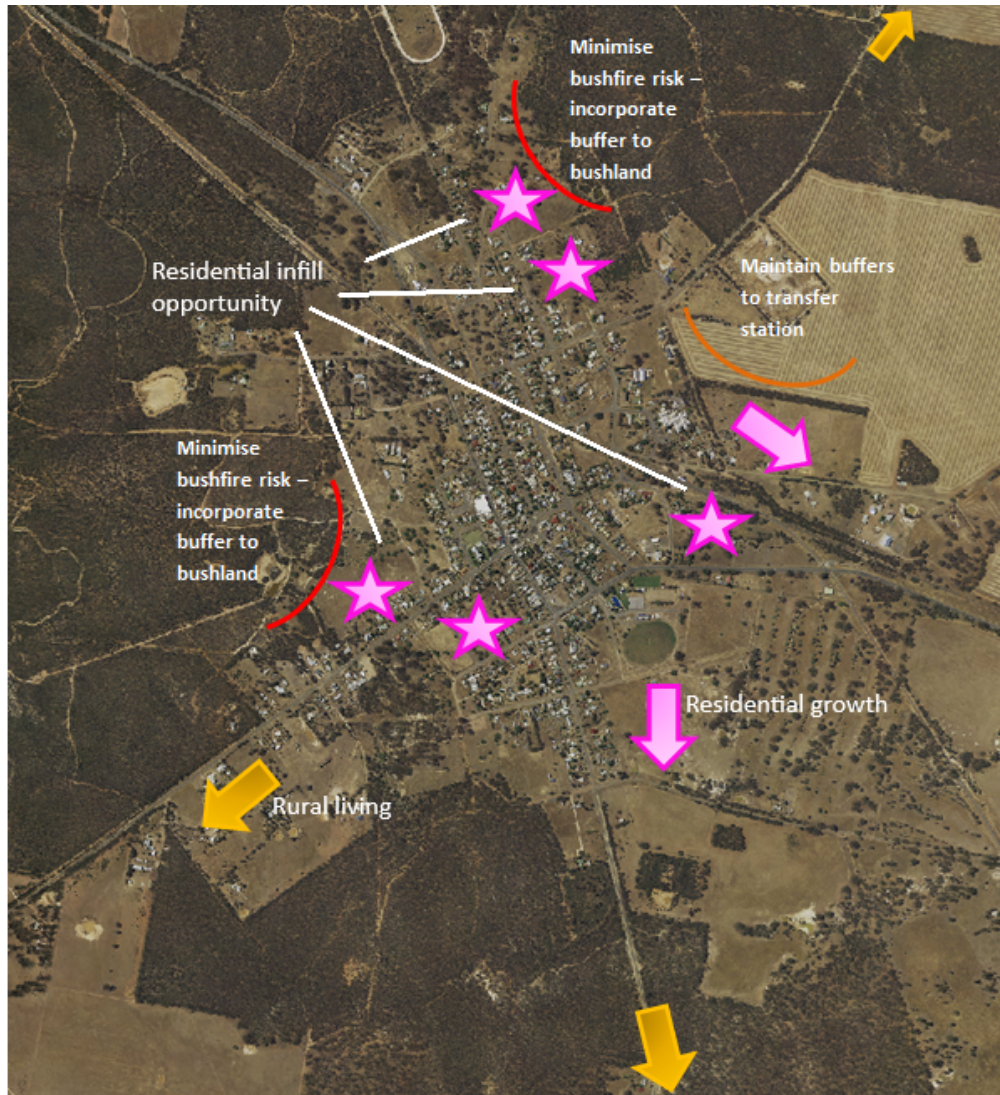 Minimise
bushfire risk –
incorporate
buffer to
bushland
Residential infill
opportunity
Maintain buffers
to transfer
station
Minimise
bushfire risk –
incorporate
buffer to
bushland
Residential growth
Rural living